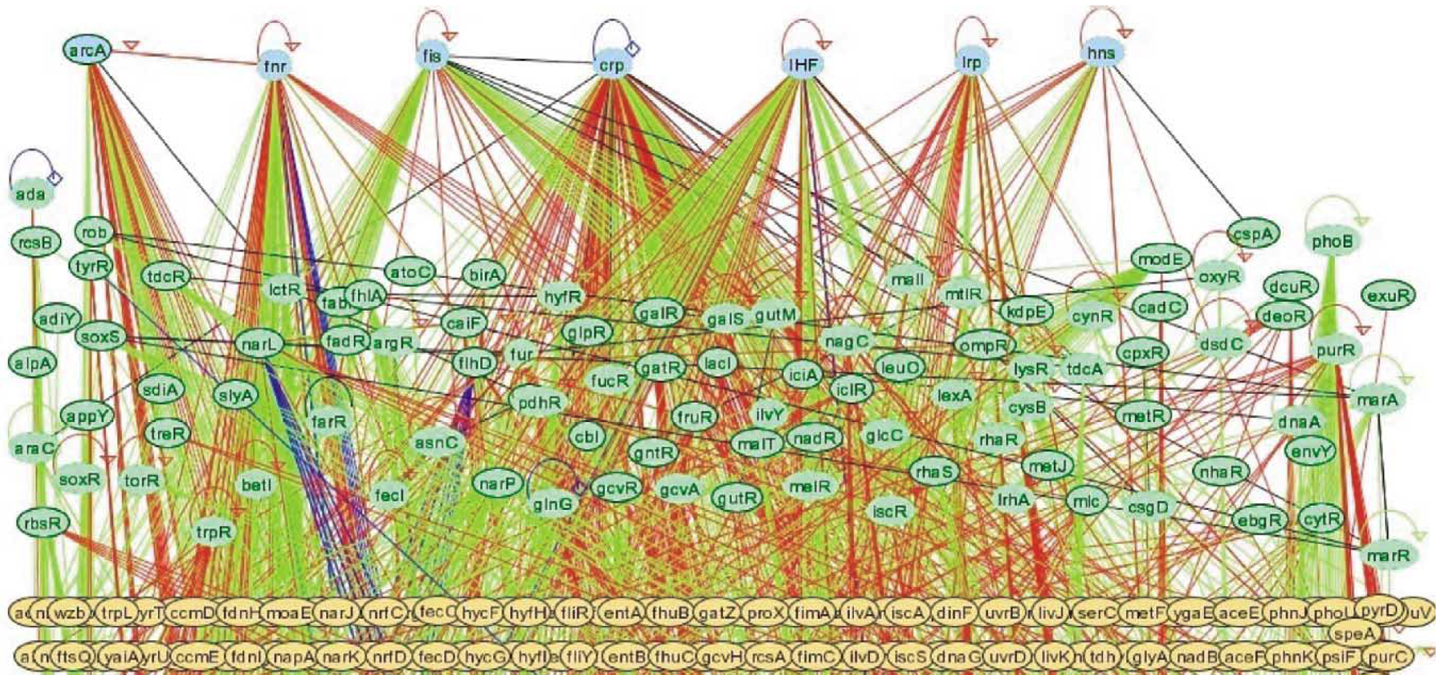 arcA fnr fis crp IHF lrp hns
ada
rcsB rob cspA phoB
tyrR tdcR atoC birA modE oxyR
lctR fhlA hyfR malI mtlR dcuR exuR
adiY soxS caiF glpR galR galS gutM kdpE cynR cadC deoR
narL fadR argR fur nagC ompR dsdC purR
alpA flhD gatR lacI iciA leuO lysR tdcA cpxR
sdiA slyA fucR iclR lexA marA
appY farR pdhR fruR ilvY cysB metR dnaA
araC treR asnC cbl gntR malT nadR glcC rhaR envY
soxR torR betI fecI narP glnG gcvR gcvA gutR melR rhaS metJ nhaR
rbsR trpR iscR lrhA mlc csgD ebgR cytR
marR
wzb trpL ccmD fdnH moaE narJ nrfC fecC hycF hyfH fliR entA fhuB gatZ proX fimA ilvA iscA dinF uvrB livJ serC metF ygaE aceE phnJ pyrD
speA
ftsQ yaiA ccmE fdnI napA narK nrfD fecD hycG fliY entB fhuC gcvH rcsA fimC ilvD iscS dnaG uvrD livK tdh glyA nadB aceF phnK psiF purC